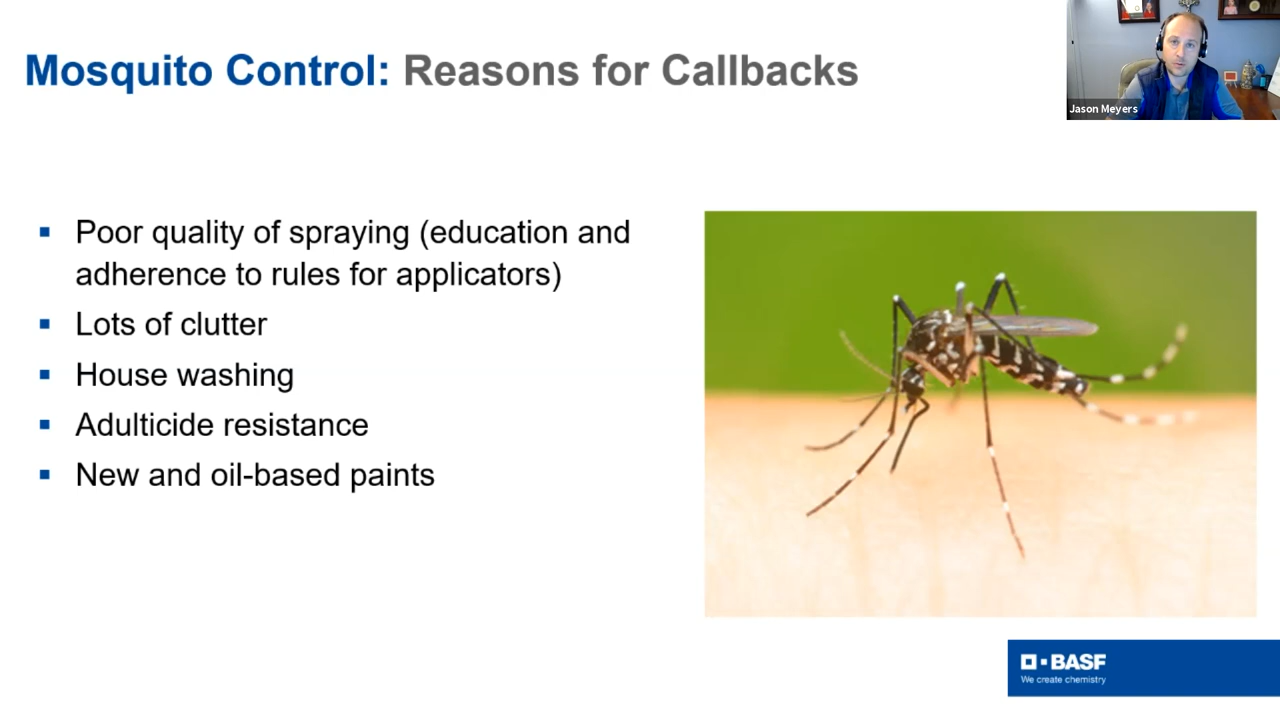 Mosquito Control: Reasons for Callbacks
Jason Meyers
▪ Poor quality of spraying (education and
adherence to rules for applicators)
▪ Lots of clutter
▪ House washing
▪ Adulticide resistance
▪ New and oil-based paints
BASF
We create chemistry